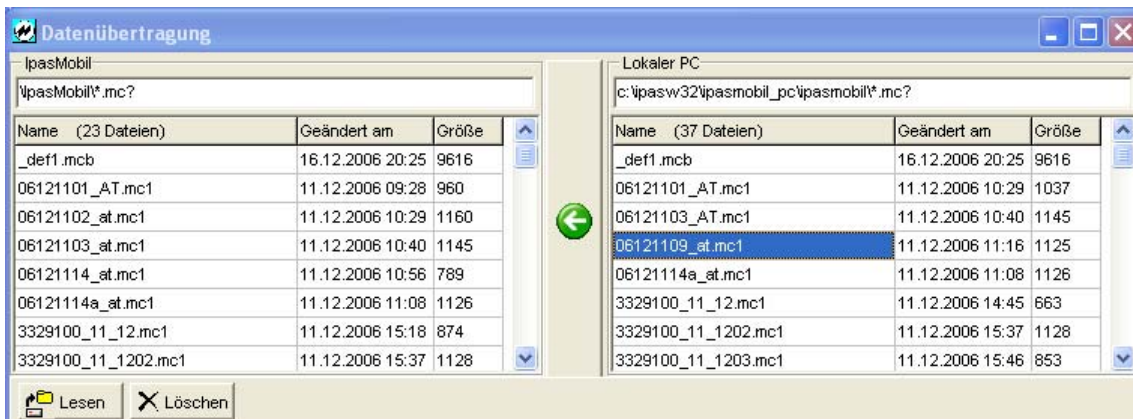 Datenübertragung
IpasMobil
\IpasMobil\*.mc?
Name (23 Dateien) Geändert am Größe
_def1.mcb 16.12.2006 20:25 9616
06121101_AT.mc1 11.12.2006 09:28 960
06121102_at.mc1 11.12.2006 10:29 1160
06121103_at.mc1 11.12.2006 10:40 1145
06121114_at.mc1 11.12.2006 10:56 789
06121114a_at.mc1 11.12.2006 11:08 1126
3329100_11_12.mc1 11.12.2006 15:18 874
3329100_11_1202.mc1 11.12.2006 15:37 1128
Lokaler PC
c:\ipasw32\ipasmobil_pc\ipasmobil\*.mc?
Name (37 Dateien) Geändert am Größe
_def1.mcb 16.12.2006 20:25 9616
06121101_AT.mc1 11.12.2006 10:29 1037
06121103_AT.mc1 11.12.2006 10:40 1145
06121109_at.mc1 11.12.2006 11:16 1125
06121114a_at.mc1 11.12.2006 11:08 1126
3329100_11_12.mc1 11.12.2006 14:45 663
3329100_11_1202.mc1 11.12.2006 15:37 1128
3329100_11_1203.mc1 11.12.2006 15:46 853
Lesen Löschen